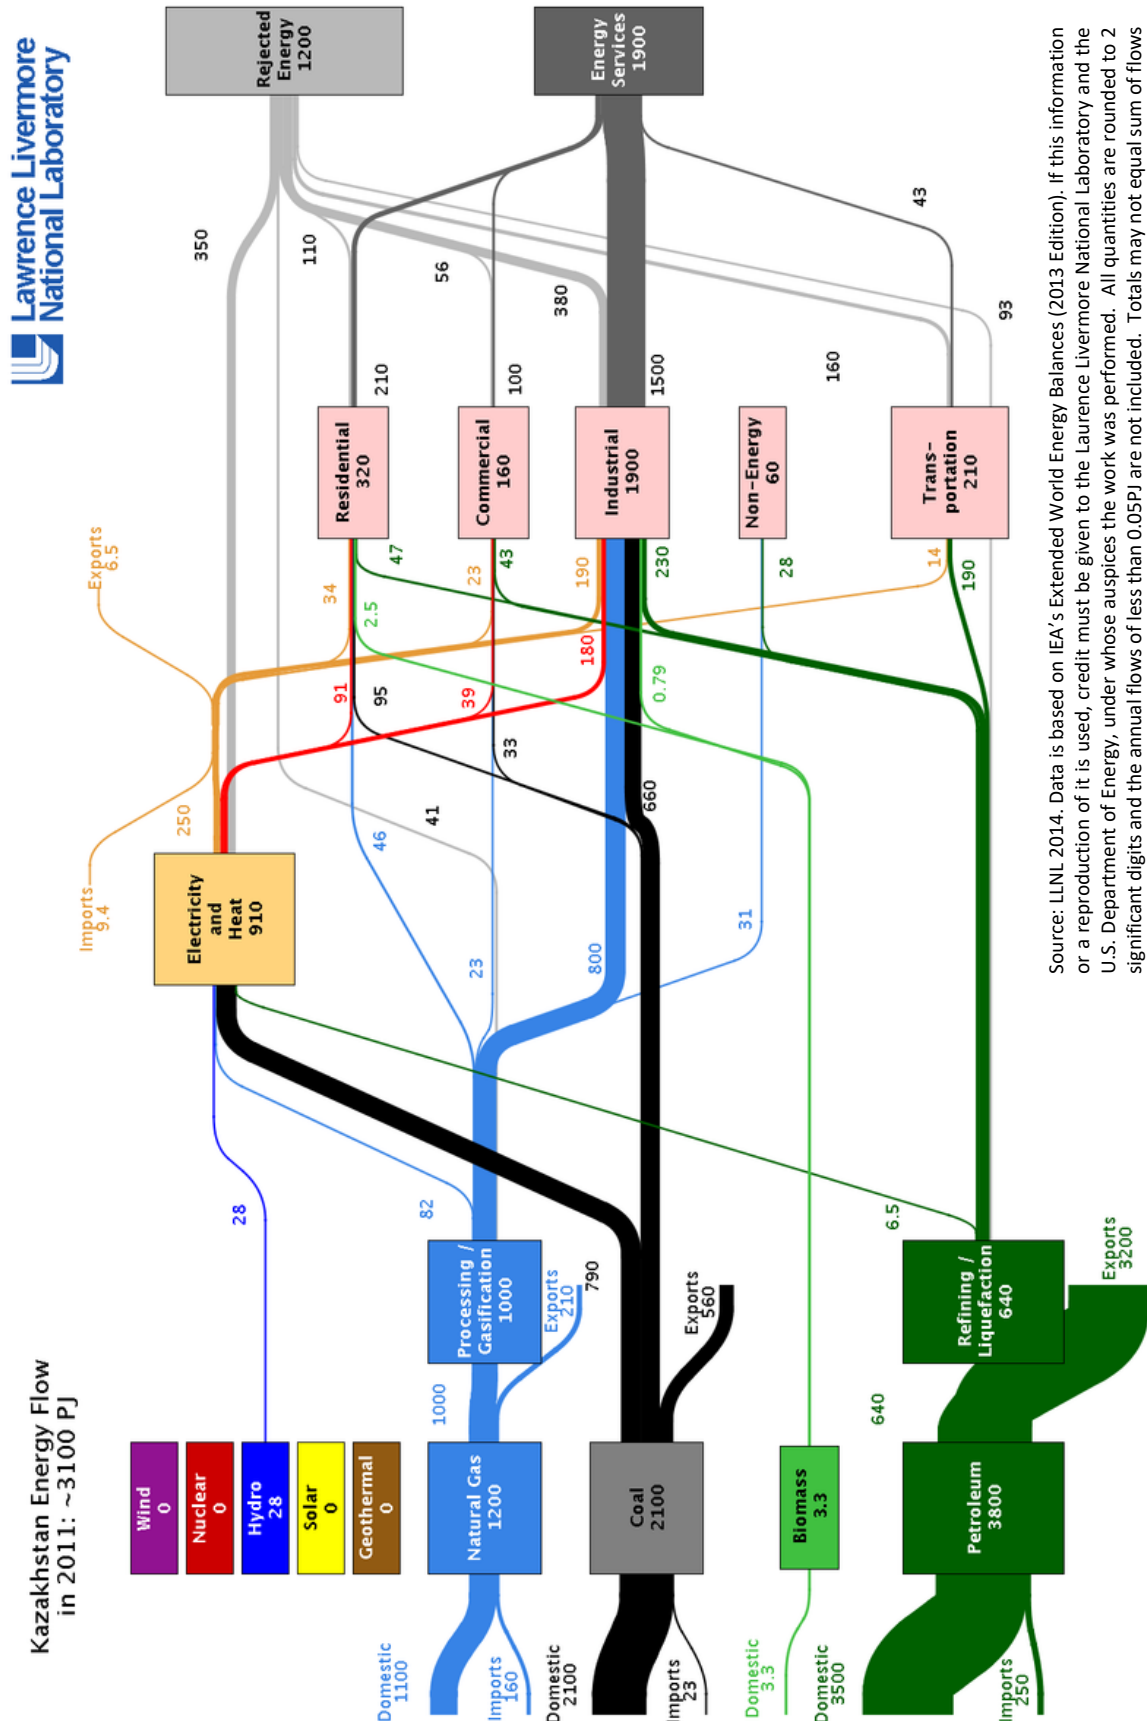 Kazakhstan Energy Flow
in 2011: ~3100 PJ
Lawrence Livermore
National Laboratory
Wind
0
Nuclear
0
Hydro
28
Solar
0
Geothermal
0
Natural Gas
1200
Coal
2100
Biomass
3.3
Petroleum
3800
Domestic
1100
Imports
160
Domestic
2100
Imports
23
Domestic
3.3
Domestic
3500
Imports
250
1000
Processing /
Gasification
1000
Exports
210
790
Exports
560
640
Refining /
Liquefaction
640
Exports
3200
28
82
6.5
Imports
9.4
Electricity
and
Heat
910
250
Exports
6.5
41
46
23
800
31
660
91
95
39
33
180
0.79
34
2.5
47
23
43
190
230
28
14
190
Residential
320
Commercial
160
Industrial
1900
Non-Energy
60
Trans-
portation
210
210
100
1500
160
350
110
56
380
43
93
Rejected
Energy
1200
Energy
Services
1900
Source: LLNL 2014. Data is based on IEA's Extended World Energy Balances (2013 Edition). If this information
or a reproduction of it is used, credit must be given to the Laurence Livermore National Laboratory and the
U.S. Department of Energy, under whose auspices the work was performed.  All quantities are rounded to 2
significant digits and the annual flows of less than 0.05PJ are not included.  Totals may not equal sum of flows